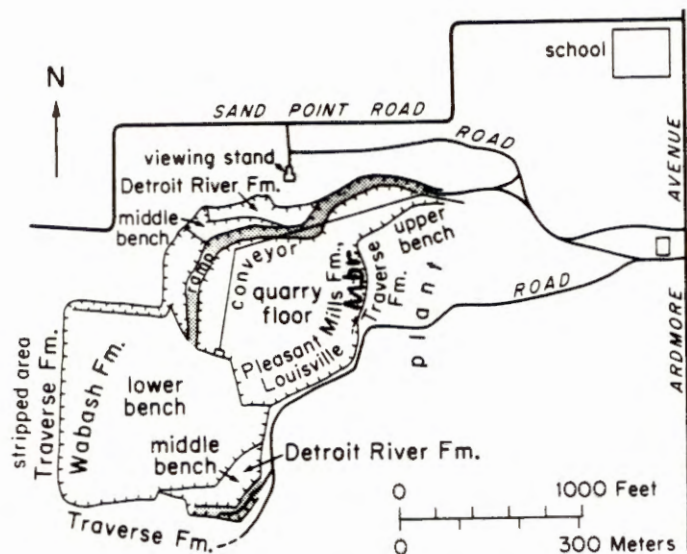 school
N
SAND POINT ROAD
ROAD
AVENUE
viewing stand
Detroit River Fm.
middle
bench
upper
bench
ramp
conveyor
quarry
floor
Pleasant Mills Fm.,
Louisville Mbr.
Traverse
Fm.
plant
ROAD
ARDMORE
stripped area
Traverse Fm.
Wabash Fm.
lower
bench
middle
bench
Detroit River Fm.
Traverse Fm.
0 1000 Feet
0 300 Meters